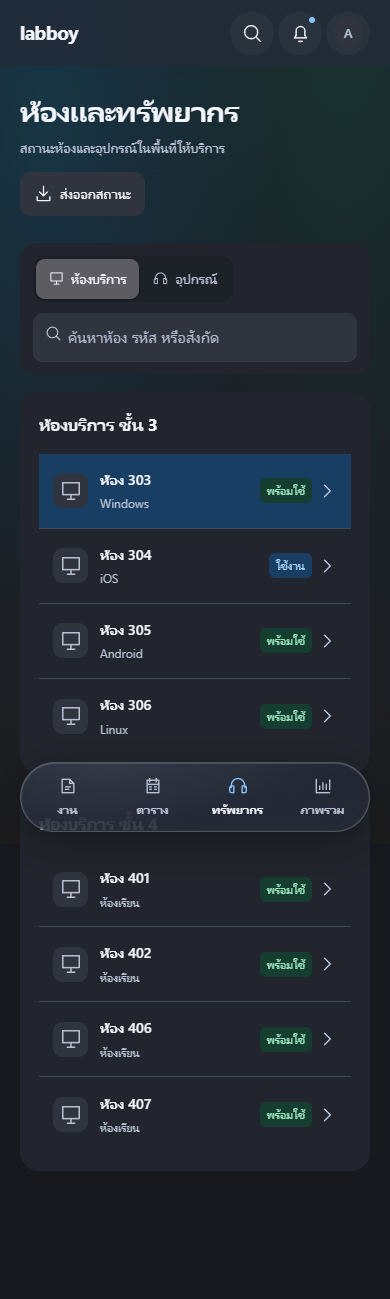 labboy
A
ห้องและทรัพยากร
สถานะห้องและอุปกรณ์ในพื้นที่ให้บริการ
ส่งออกสถานะ
ห้องบริการ
อุปกรณ์
ค้นหาห้อง รหัส หรือสังกัด
ห้องบริการ ชั้น 3
ห้อง 303
Windows
พร้อมใช้
ห้อง 304
iOS
ใช้งาน
ห้อง 305
Android
พร้อมใช้
ห้อง 306
Linux
พร้อมใช้
งาน
ตาราง
ทรัพยากร
ภาพรวม
ห้องบริการ ชั้น 4
ห้อง 401
ห้องเรียน
พร้อมใช้
ห้อง 402
ห้องเรียน
พร้อมใช้
ห้อง 406
ห้องเรียน
พร้อมใช้
ห้อง 407
ห้องเรียน
พร้อมใช้